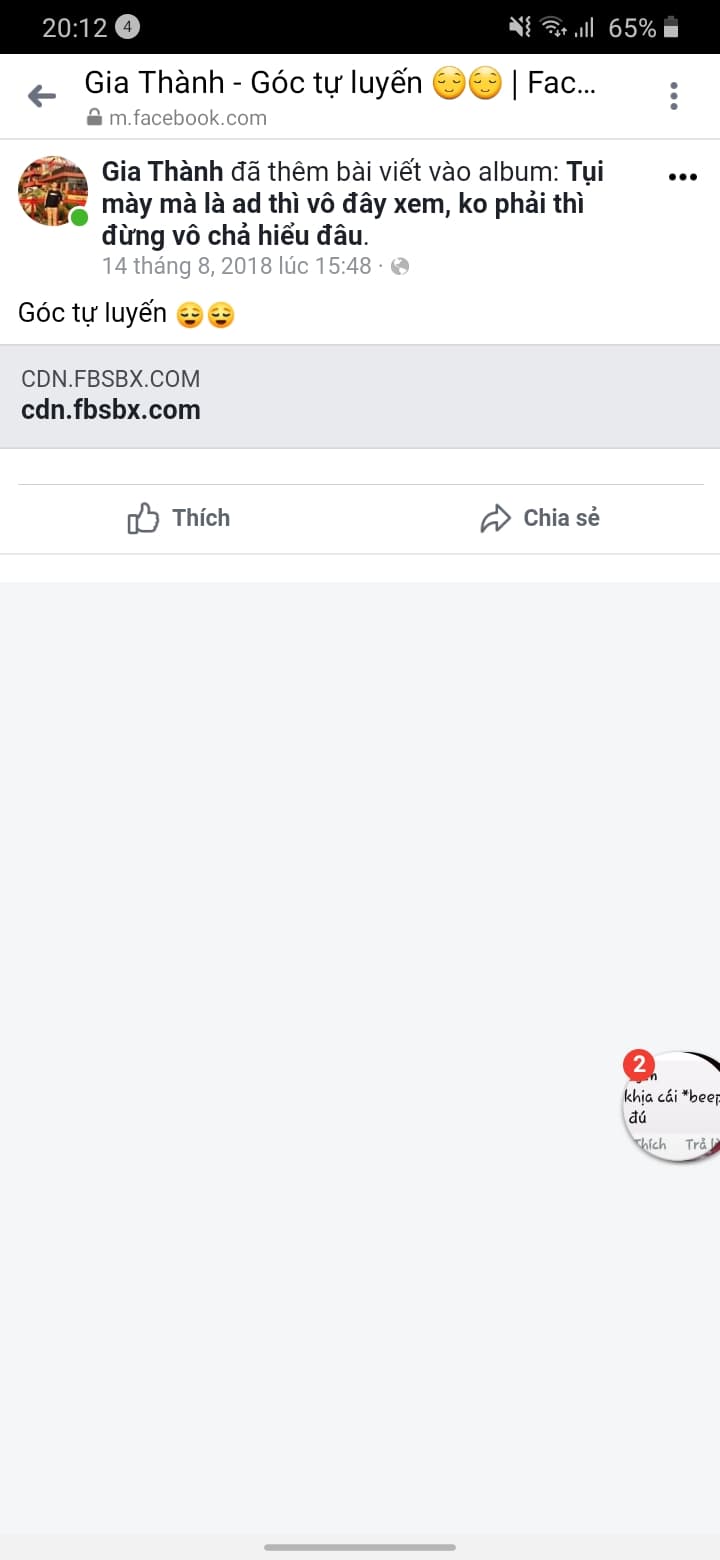 20:12 4 65%
Gia Thành - Góc tự luyến 😌😌 | Fac...
m.facebook.com
Gia Thành đã thêm bài viết vào album: Tụi
mày mà là ad thì vô đây xem, ko phải thì
đừng vô chả hiểu đâu.
14 tháng 8, 2018 lúc 15:48 ·
Góc tự luyến 😌😌
CDN.FBSBX.COM
cdn.fbsbx.com
Thích Chia sẻ
2
khịa cái *beep
đú
Thích Trả